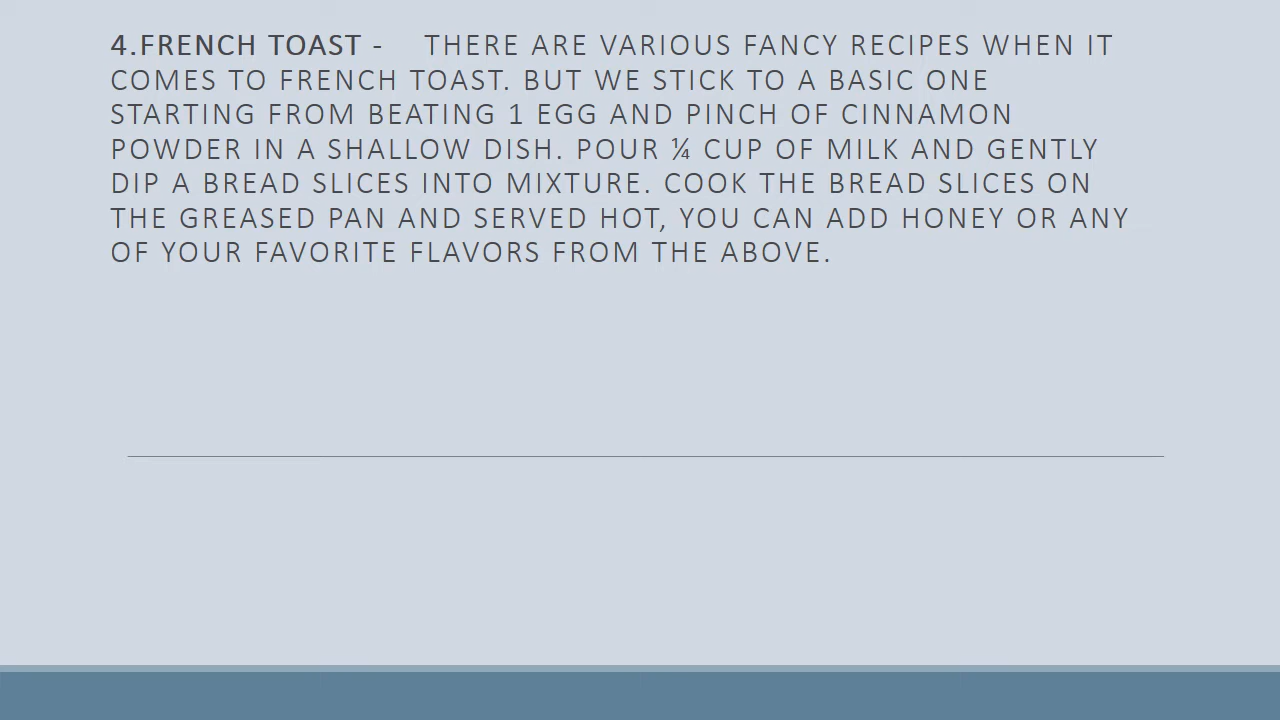 4.FRENCH TOAST -    THERE ARE VARIOUS FANCY RECIPES WHEN IT
COMES TO FRENCH TOAST. BUT WE STICK TO A BASIC ONE
STARTING FROM BEATING 1 EGG AND PINCH OF CINNAMON
POWDER IN A SHALLOW DISH. POUR ¼ CUP OF MILK AND GENTLY
DIP A BREAD SLICES INTO MIXTURE. COOK THE BREAD SLICES ON
THE GREASED PAN AND SERVED HOT, YOU CAN ADD HONEY OR ANY
OF YOUR FAVORITE FLAVORS FROM THE ABOVE.